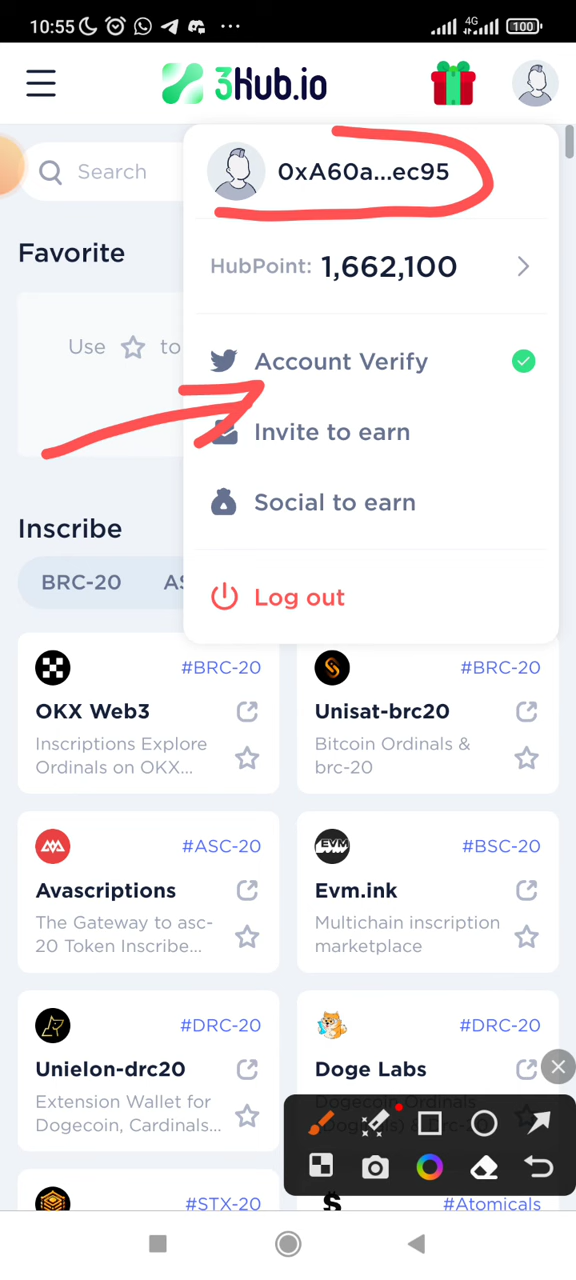 10:55
4G
100
3Hub.io
Search
0xA60a...ec95
Favorite
HubPoint: 1,662,100
Use
to
Account Verify
Invite to earn
Social to earn
Inscribe
BRC-20
Log out
#BRC-20
OKX Web3
Inscriptions Explore
Ordinals on OKX...
#BRC-20
Unisat-brc20
Bitcoin Ordinals &
brc-20
#ASC-20
Avascriptions
The Gateway to asc-
20 Token Inscribe...
#BSC-20
EVM
Evm.ink
Multichain inscription
marketplace
#DRC-20
Unielon-drc20
Extension Wallet for
Dogecoin, Cardinals...
#DRC-20
Doge Labs
Dogecoin Ordinals
#STX-20
#Atomicals